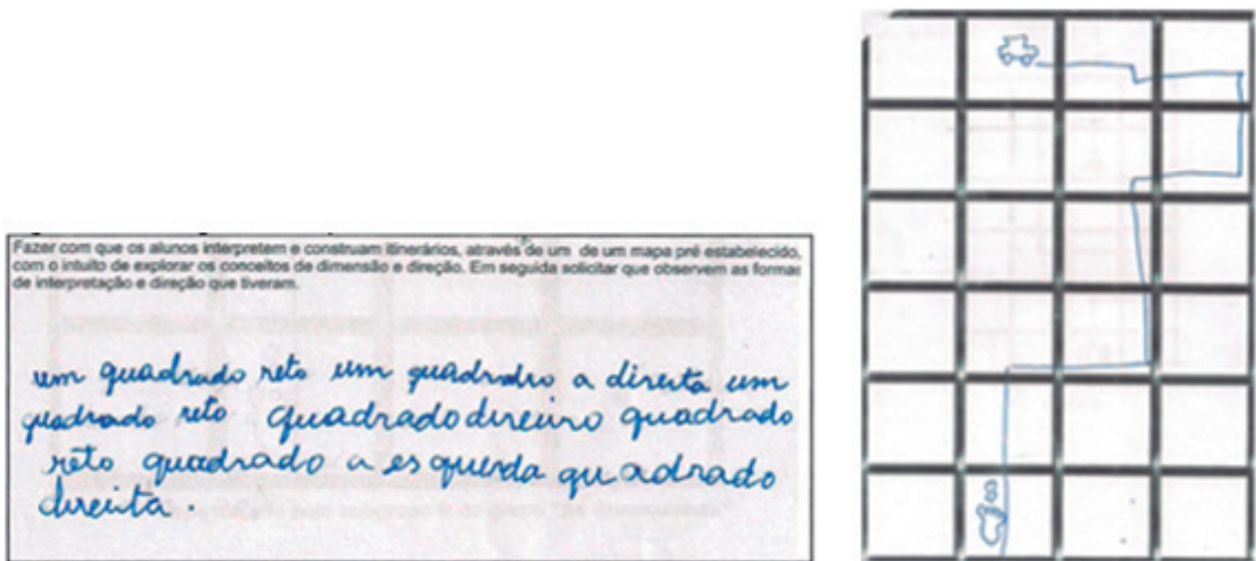 Fazer com que os alunos interpretem e construam itinerários, através de um de um mapa pré estabelecido,
com o intuito de explorar os conceitos de dimensão e direção. Em seguida solicitar que observem as formas
de interpretação e direção que tiveram.
um quadrado reto um quadrado a direita um
quadrado reto quadrado direiro quadrado
reto quadrado a esquerda quadrado
direita.